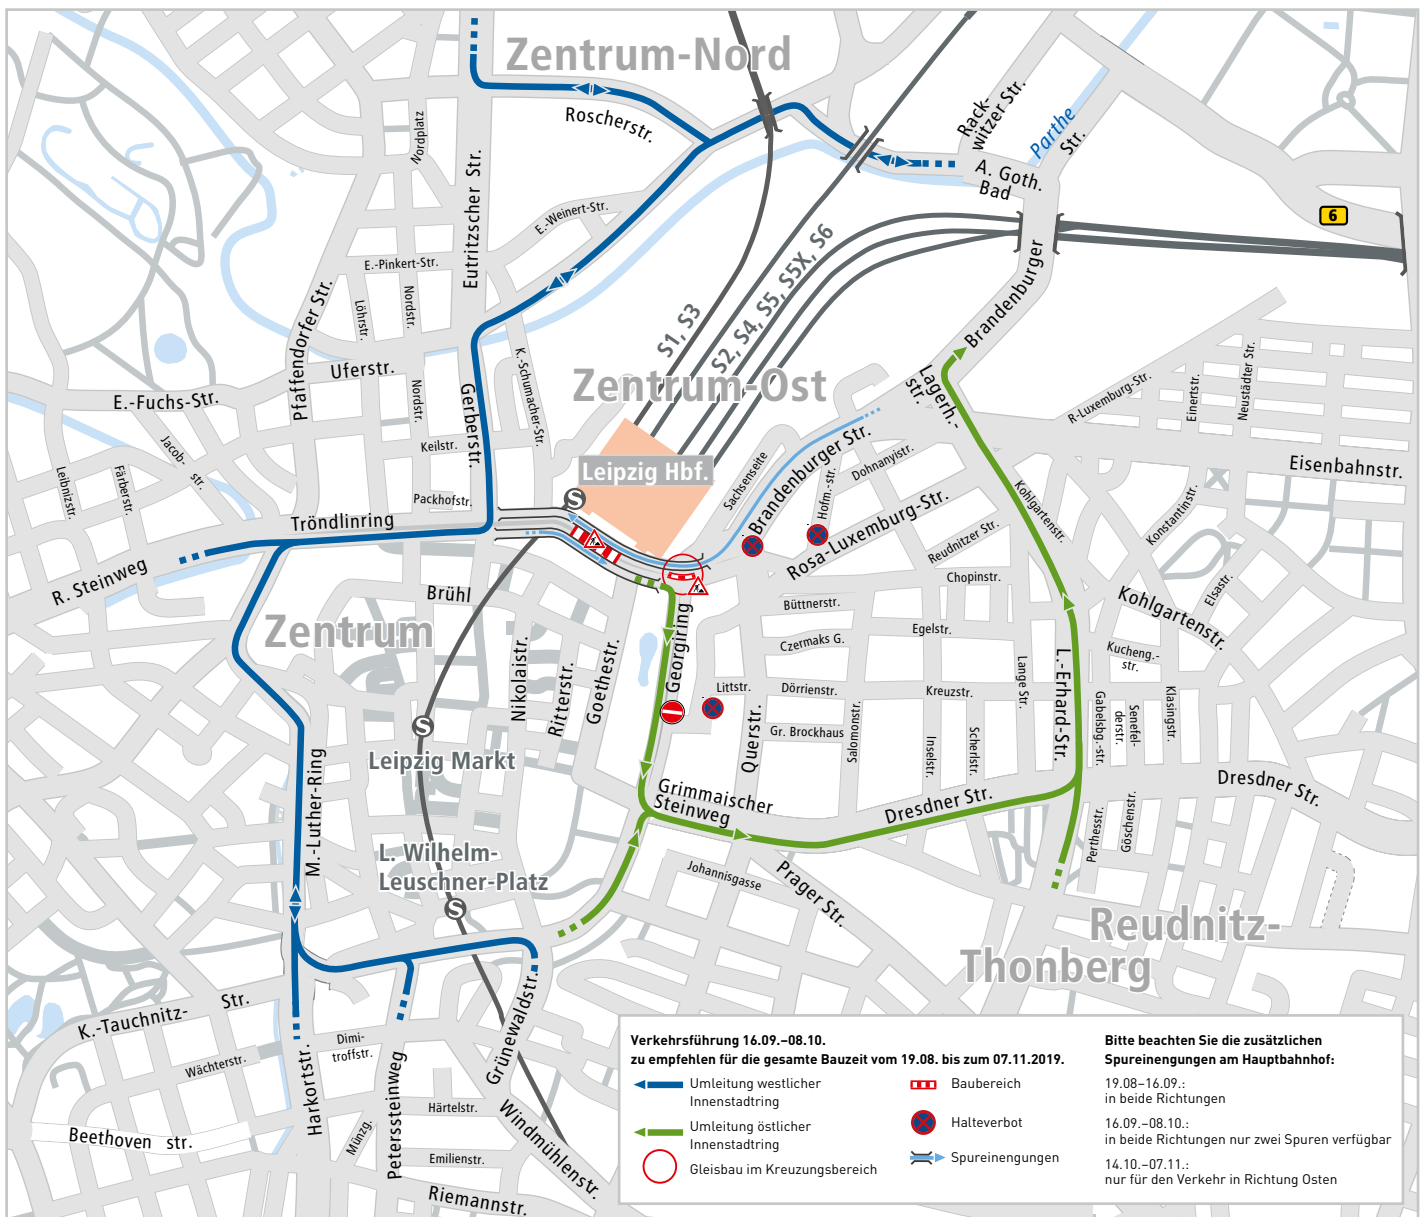 Zentrum-Nord
Roscherstr.
Rack-
witzer Str.
Parthe
Str.
A. Goth.
Bad
Nordplatz
Eutritzscher Str.
E.-Weinert-Str.
6
E.-Pinkert-Str.
Pfaffendorfer Str.
Löhrstr.
Nordstr.
S1, S3
S2, S4, S5, S5X, S6
Brandenburger
Uferstr.
Zentrum-Ost
E.-Fuchs-Str.
Nordstr.
Gerberstr.
K.-Schumacher-Str.
Lagerh.-
str.
R-Luxemburg-Str.
Einertstr.
Neustädter Str.
Jacob-
str.
Keilstr.
Leibnizstr.
Färberstr.
Leipzig Hbf.
S
Sachsenseite
Brandenburger Str.
Hofm.-str.
Dohnanyistr.
Eisenbahnstr.
Packhofstr.
Tröndlinring
Rosa-Luxemburg-Str.
Kohlgartenstr.
Konstantinstr.
Reudnitzer Str.
R. Steinweg
Brühl
Chopinstr.
Elsastr.
Kohlgartenstr.
Büttnerstr.
Zentrum
Georgiring
Czermaks G.
Egelstr.
Nikolaistr.
Ritterstr.
Goethestr.
Lange Str.
L.-Erhard-Str.
Kucheng.-
str.
Littstr.
Dörrienstr.
Kreuzstr.
Gabelsbg.-str.
Senefel-
derstr.
Klasingstr.
S
Leipzig Markt
Querstr.
Gr. Brockhaus
Salomonstr.
Inselstr.
Scherlstr.
M.-Luther-Ring
Grimmaischer
Steinweg
Dresdner Str.
Dresdner Str.
Perthesstr.
Göschenstr.
L. Wilhelm-
Leuschner-Platz
S
Johannisgasse
Prager Str.
Reudnitz-
Thonberg
K.-Tauchnitz-
Str.
Grünewaldstr.
Dimi-
troffstr.
Wächterstr.
Harkortstr.
Peterssteinweg
Münzg.
Härtelstr.
Windmühlenstr.
Beethoven str.
Emilienstr.
Riemannstr.
Verkehrsführung 16.09.–08.10.
zu empfehlen für die gesamte Bauzeit vom 19.08. bis zum 07.11.2019.
Umleitung westlicher
Innenstadtring
Umleitung östlicher
Innenstadtring
Gleisbau im Kreuzungsbereich
Baubereich
Halteverbot
Spureinengungen
Bitte beachten Sie die zusätzlichen
Spureinengungen am Hauptbahnhof:
19.08–16.09.:
in beide Richtungen
16.09.–08.10.:
in beide Richtungen nur zwei Spuren verfügbar
14.10.–07.11.:
nur für den Verkehr in Richtung Osten